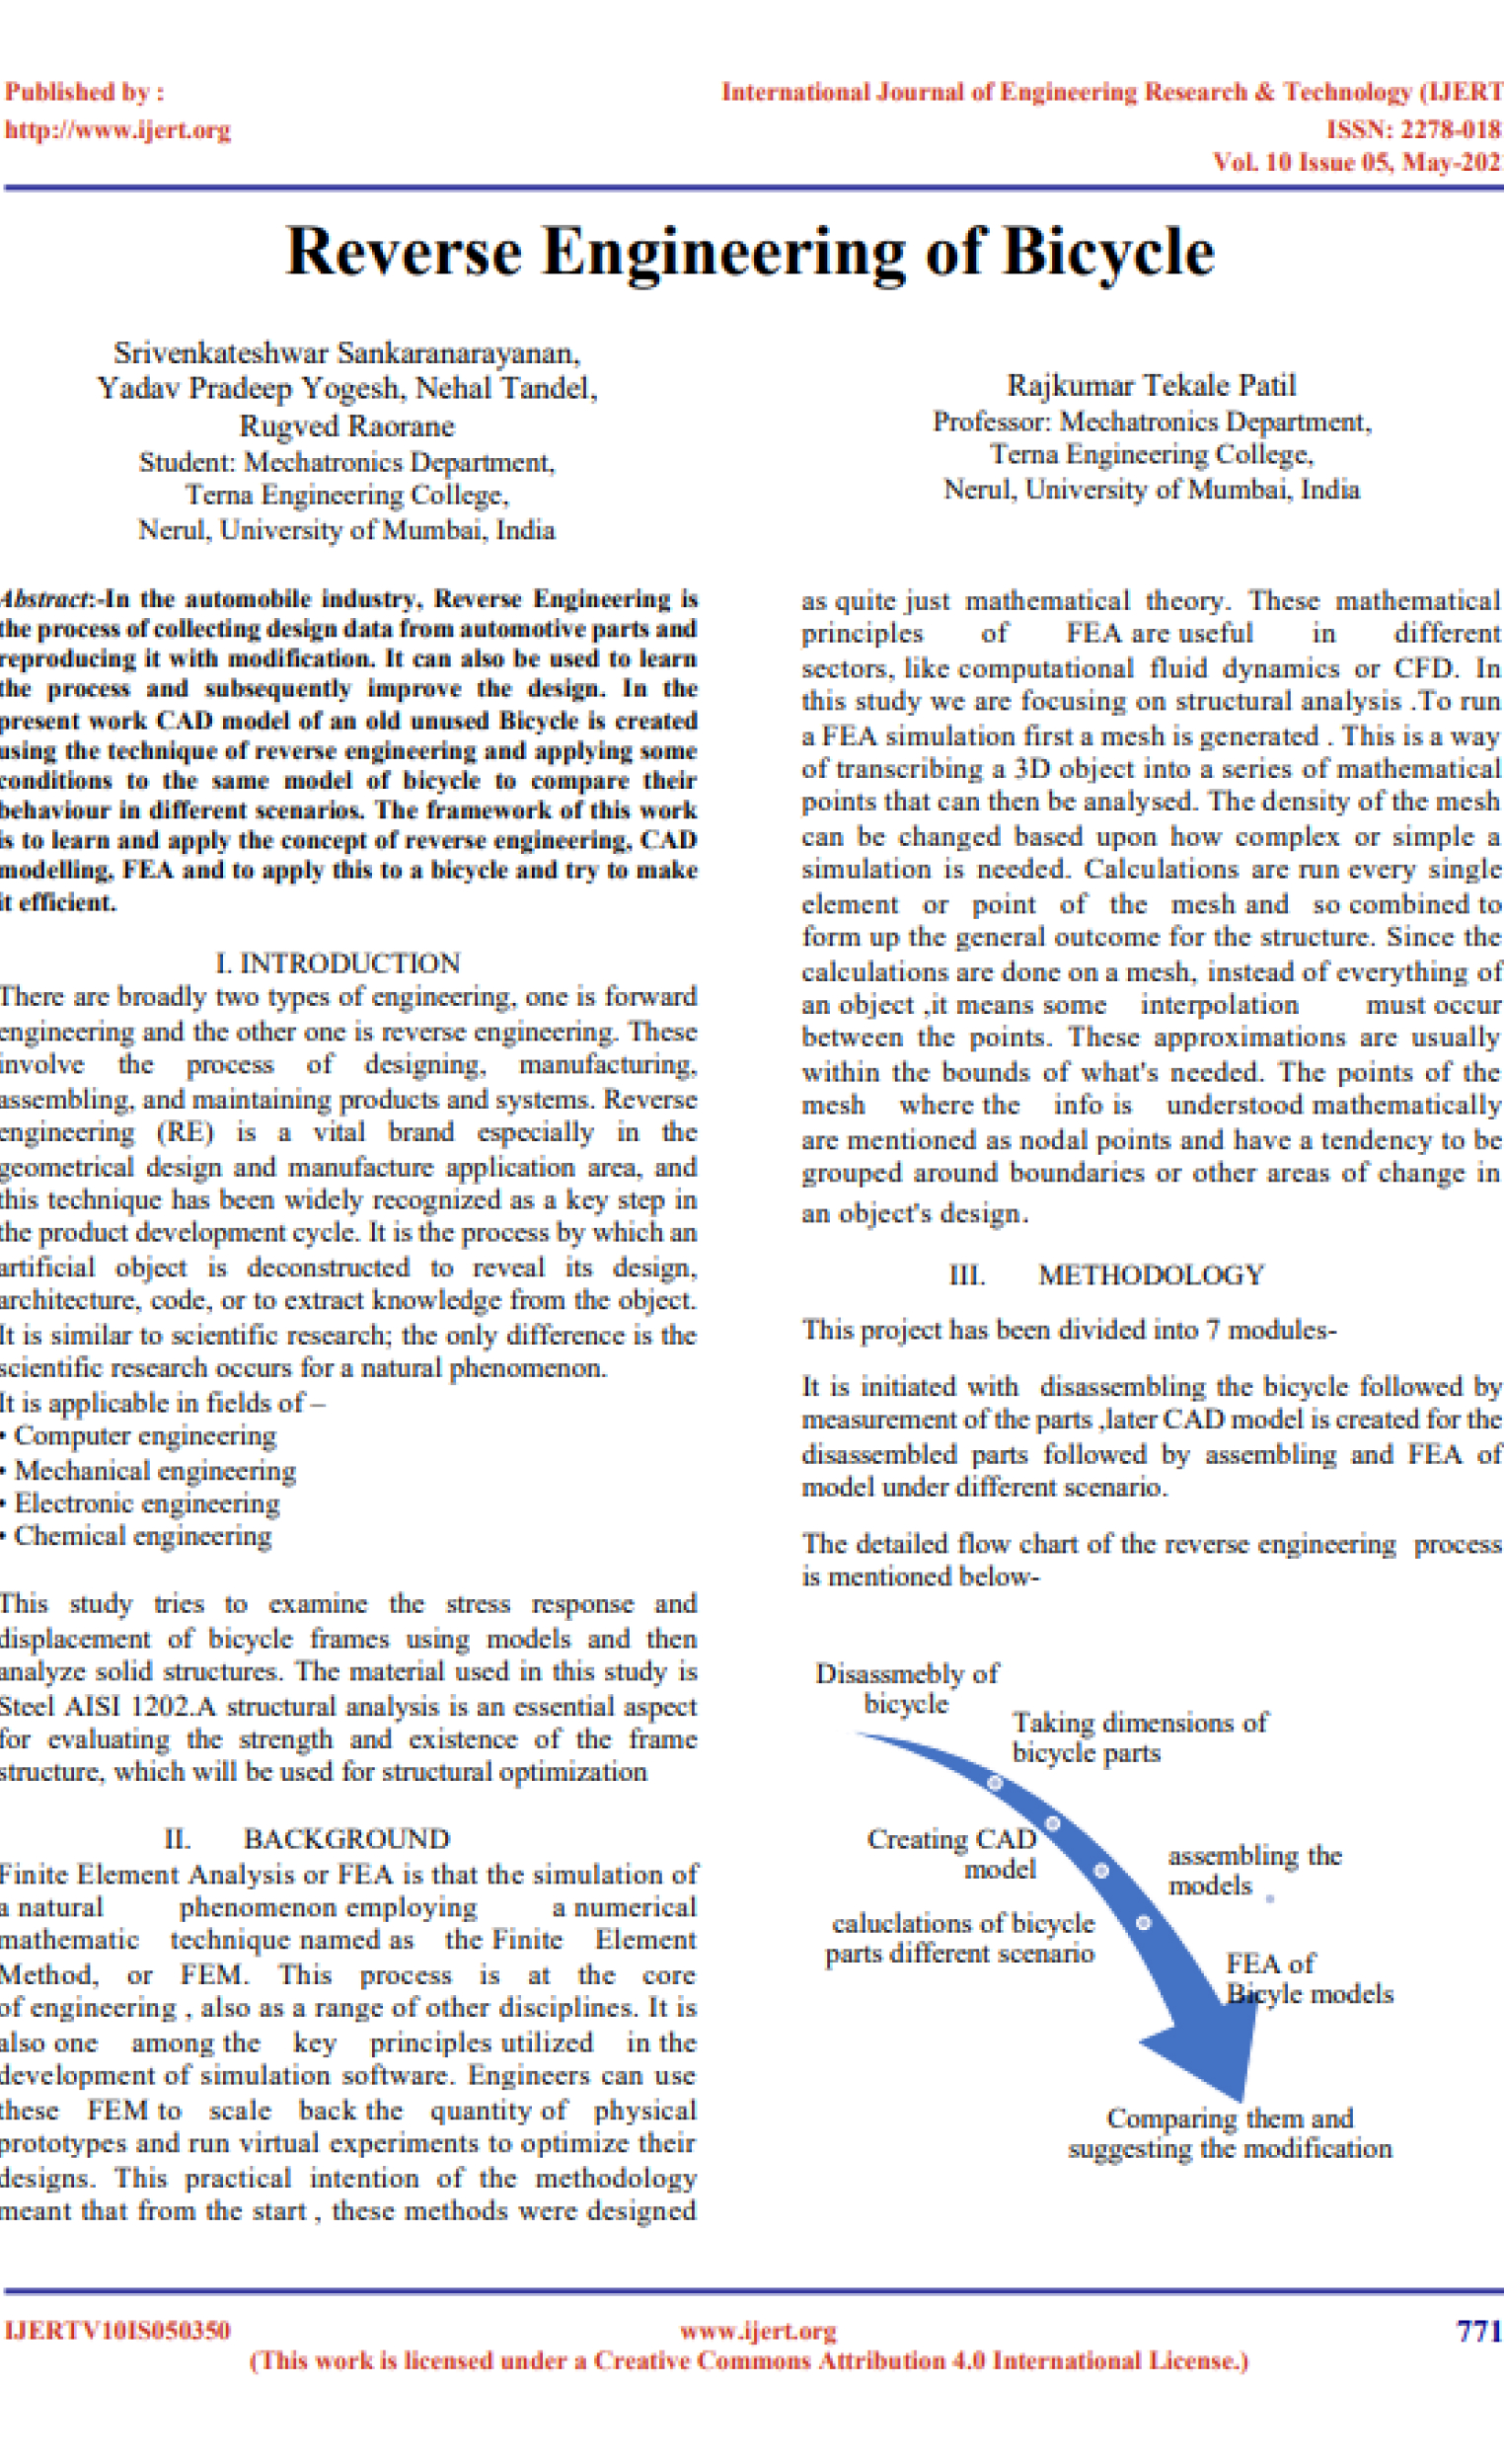 Published by :
http://www.ijert.org
International Journal of Engineering Research & Technology (IJERT
ISSN: 2278-018
Vol. 10 Issue 05, May-202
Reverse Engineering of Bicycle
Srivenkateshwar Sankaranarayanan,
Yadav Pradeep Yogesh, Nehal Tandel,
Rugved Raorane
Student: Mechatronics Department,
Terna Engineering College,
Nerul, University of Mumbai, India
Rajkumar Tekale Patil
Professor: Mechatronics Department,
Terna Engineering College,
Nerul, University of Mumbai, India
Abstract:-In the automobile industry, Reverse Engineering is
the process of collecting design data from automotive parts and
reproducing it with modification. It can also be used to learn
the process and subsequently improve the design. In the
present work CAD model of an old unused Bicycle is created
using the technique of reverse engineering and applying some
conditions to the same model of bicycle to compare their
behaviour in different scenarios. The framework of this work
is to learn and apply the concept of reverse engineering, CAD
modelling, FEA and to apply this to a bicycle and try to make
it efficient.
I. INTRODUCTION
There are broadly two types of engineering, one is forward
engineering and the other one is reverse engineering. These
involve the process of designing, manufacturing,
assembling, and maintaining products and systems. Reverse
engineering (RE) is a vital brand especially in the
geometrical design and manufacture application area, and
this technique has been widely recognized as a key step in
the product development cycle. It is the process by which an
artificial object is deconstructed to reveal its design,
architecture, code, or to extract knowledge from the object.
It is similar to scientific research; the only difference is the
scientific research occurs for a natural phenomenon.
It is applicable in fields of –
• Computer engineering
• Mechanical engineering
• Electronic engineering
• Chemical engineering
This study tries to examine the stress response and
displacement of bicycle frames using models and then
analyze solid structures. The material used in this study is
Steel AISI 1202.A structural analysis is an essential aspect
for evaluating the strength and existence of the frame
structure, which will be used for structural optimization
II. BACKGROUND
Finite Element Analysis or FEA is that the simulation of
a natural phenomenon employing a numerical
mathematic technique named as the Finite Element
Method, or FEM. This process is at the core
of engineering , also as a range of other disciplines. It is
also one among the key principles utilized in the
development of simulation software. Engineers can use
these FEM to scale back the quantity of physical
prototypes and run virtual experiments to optimize their
designs. This practical intention of the methodology
meant that from the start , these methods were designed
as quite just mathematical theory. These mathematical
principles of FEA are useful in different
sectors, like computational fluid dynamics or CFD. In
this study we are focusing on structural analysis .To run
a FEA simulation first a mesh is generated . This is a way
of transcribing a 3D object into a series of mathematical
points that can then be analysed. The density of the mesh
can be changed based upon how complex or simple a
simulation is needed. Calculations are run every single
element or point of the mesh and so combined to
form up the general outcome for the structure. Since the
calculations are done on a mesh, instead of everything of
an object ,it means some interpolation must occur
between the points. These approximations are usually
within the bounds of what's needed. The points of the
mesh where the info is understood mathematically
are mentioned as nodal points and have a tendency to be
grouped around boundaries or other areas of change in
an object's design.
III. METHODOLOGY
This project has been divided into 7 modules-
It is initiated with disassembling the bicycle followed by
measurement of the parts ,later CAD model is created for the
disassembled parts followed by assembling and FEA of
model under different scenario.
The detailed flow chart of the reverse engineering process
is mentioned below-
Disassmebly of
bicycle
Taking dimensions of
bicycle parts
Creating CAD
model
assembling the
models
caluclations of bicycle
parts different scenario
FEA of
Bicyle models
Comparing them and
suggesting the modification
IJERTV10IS050350
www.ijert.org
771
(This work is licensed under a Creative Commons Attribution 4.0 International License.)